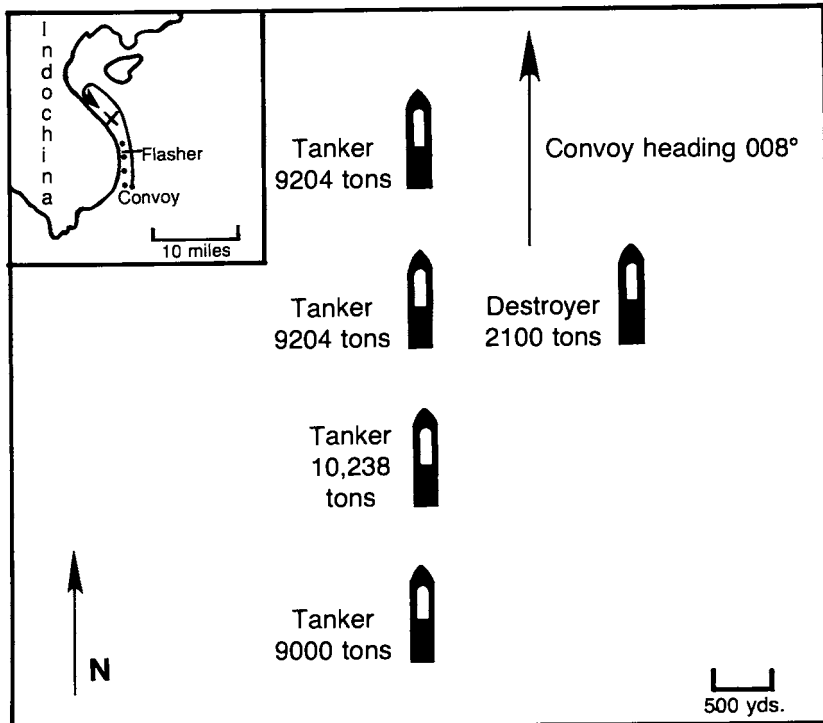 Indochina
Flasher
Convoy
10 miles
Tanker
9204 tons
Convoy heading 008°
Tanker
9204 tons
Destroyer
2100 tons
Tanker
10,238
tons
Tanker
9000 tons
N
500 yds.